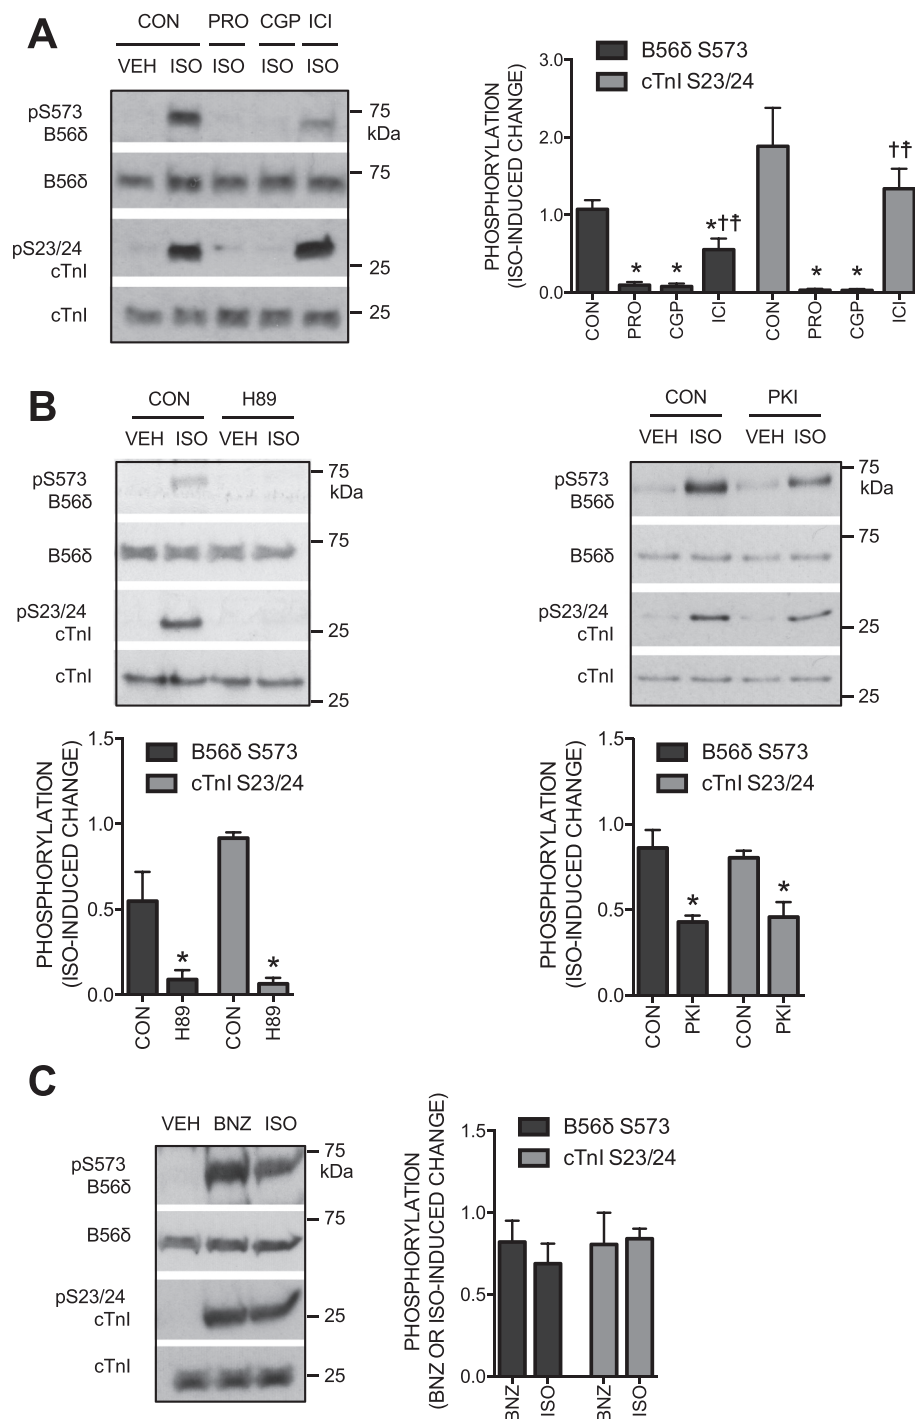 A
CON PRO CGP ICI
VEH ISO ISO ISO ISO
pS573
B56δ
75
kDa
B56δ
75
pS23/24
cTnI
25
cTnI
25
B56δ S573
cTnI S23/24
PHOSPHORYLATION
(ISO-INDUCED CHANGE)
3.0
2.0
1.0
0.0
* * *†☨ * * †☨
CON PRO CGP ICI CON PRO CGP ICI
B
CON H89
VEH ISO VEH ISO
pS573
B56δ
75
kDa
B56δ
75
pS23/24
cTnI
25
cTnI
25
CON PKI
VEH ISO VEH ISO
pS573
B56δ
75
kDa
B56δ
75
pS23/24
cTnI
25
cTnI
25
PHOSPHORYLATION
(ISO-INDUCED CHANGE)
1.5
1.0
0.5
0.0
B56δ S573
cTnI S23/24
* *
CON H89 CON H89
PHOSPHORYLATION
(ISO-INDUCED CHANGE)
1.5
1.0
0.5
0.0
B56δ S573
cTnI S23/24
* *
CON PKI CON PKI
C
VEH BNZ ISO
pS573
B56δ
75
kDa
B56δ
75
pS23/24
cTnI
25
cTnI
25
PHOSPHORYLATION
(BNZ OR ISO-INDUCED CHANGE)
1.5
1.0
0.5
0.0
B56δ S573
cTnI S23/24
BNZ ISO BNZ ISO